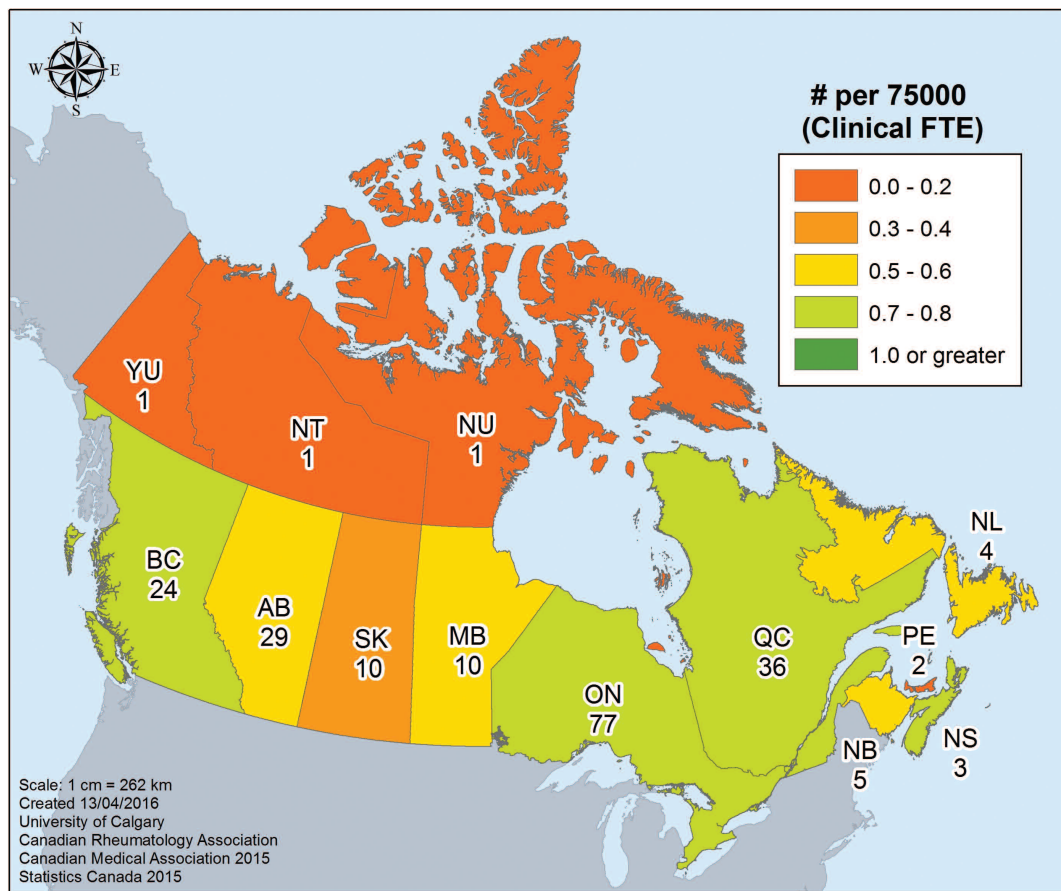 N
W
E
S
# per 75000
(Clinical FTE)
0.0 - 0.2
0.3 - 0.4
0.5 - 0.6
0.7 - 0.8
1.0 or greater
YU
1
NT
1
NU
1
BC
24
AB
29
SK
10
MB
10
ON
77
QC
36
NL
4
PE
2
NB
5
NS
3
Scale: 1 cm = 262 km
Created 13/04/2016
University of Calgary
Canadian Rheumatology Association
Canadian Medical Association 2015
Statistics Canada 2015